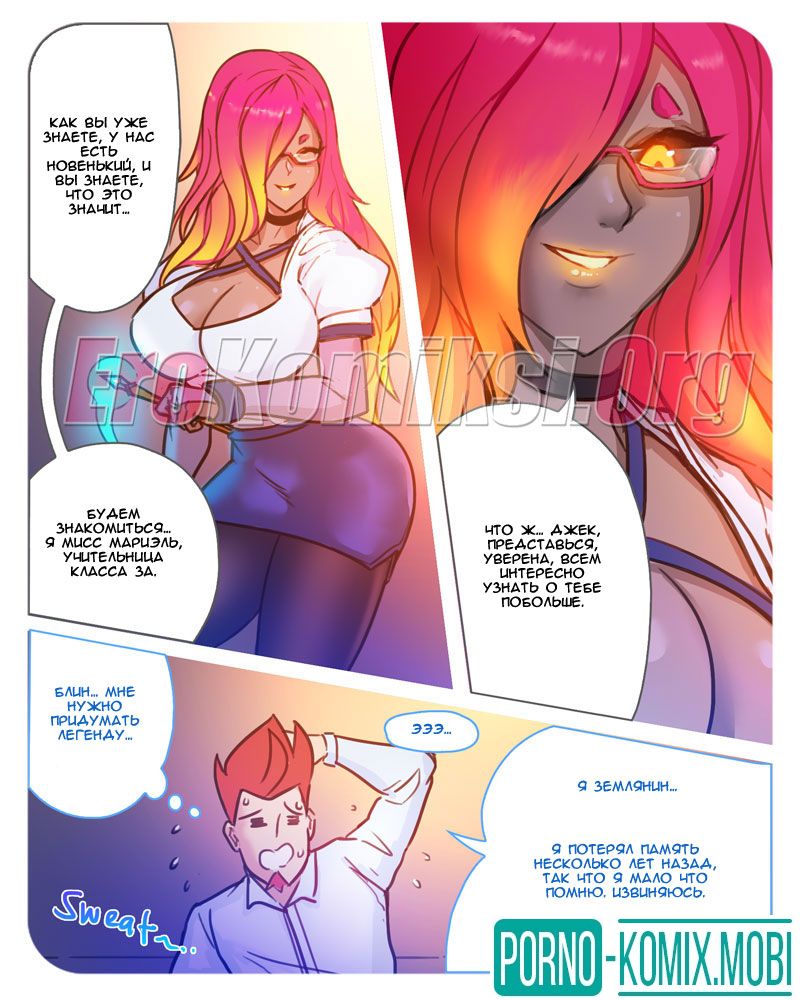 КАК ВЫ УЖЕ
ЗНАЕТЕ, У НАС
ЕСТЬ
НОВЕНЬКИЙ, И
ВЫ ЗНАЕТЕ,
ЧТО ЭТО
ЗНАЧИТ...
БУДЕМ
ЗНАКОМИТЬСЯ...
Я МИСС МАРИЭЛЬ,
УЧИТЕЛЬНИЦА
КЛАССА 3А.
ЧТО Ж... ДЖЕК,
ПРЕДСТАВЬСЯ,
УВЕРЕНА, ВСЕМ
ИНТЕРЕСНО
УЗНАТЬ О ТЕБЕ
ПОБОЛЬШЕ.
EroKomiksi.Org
БЛИН... МНЕ
НУЖНО
ПРИДУМАТЬ
ЛЕГЕНДУ...
ЭЭЭ...
Я ЗЕМЛЯНИН...
Я ПОТЕРЯЛ ПАМЯТЬ
НЕСКОЛЬКО ЛЕТ НАЗАД,
ТАК ЧТО Я МАЛО ЧТО
ПОМНЮ. ИЗВИНЯЮСЬ.
Sweat~...
PORNO-KOMIX.MOBI